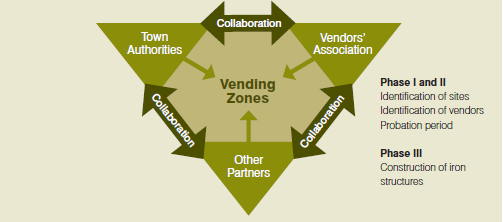 Collaboration
Town
Authorities
Vendors'
Association
Vending
Zones
Collaboration
Collaboration
Other
Partners
Phase I and II
Identification of sites
Identification of vendors
Probation period
Phase III
Construction of iron
structures